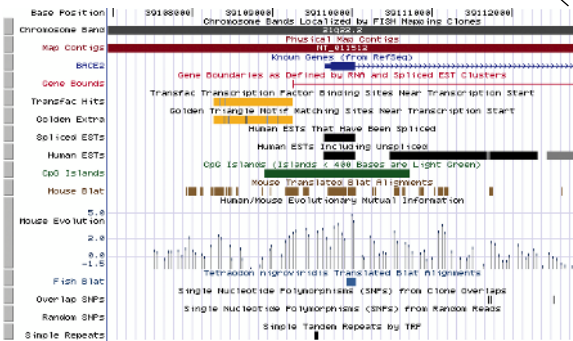 Base Position 39108000 39109000 39110000 39111000 39112000
Chromosome Bands Localized by FISH Mapping Clones
Chromosome Band 21q22.2
Physical Map Contigs
Map Contigs NT_011512
Known Genes (from RefSeq)
BACE2
Gene Boundaries as Defined by RNA and Spliced EST Clusters
Gene Bounds
Transfac Transcription Factor Binding Sites Near Transcription Start
Transfac Hits
Golden Triangle Motif Matching Sites Near Transcription Start
Golden Extra
Human ESTs That Have Been Spliced
Spliced ESTs
Human ESTs Including Unspliced
Human ESTs
CpG Islands (Islands < 400 Bases are Light Green)
CpG Islands
Mouse Translated Blat Alignments
Mouse Blat
Human/Mouse Evolutionary Mutual Information
5.0
Mouse Evolution
2.0
0.0
-1.5
Tetraodon nigroviridis Translated Blat Alignments
Fish Blat
Single Nucleotide Polymorphisms (SNPs) from Clone Overlaps
Overlap SNPs
Single Nucleotide Polymorphisms (SNPs) from Random Reads
Random SNPs
Simple Tandem Repeats by TRF
Simple Repeats